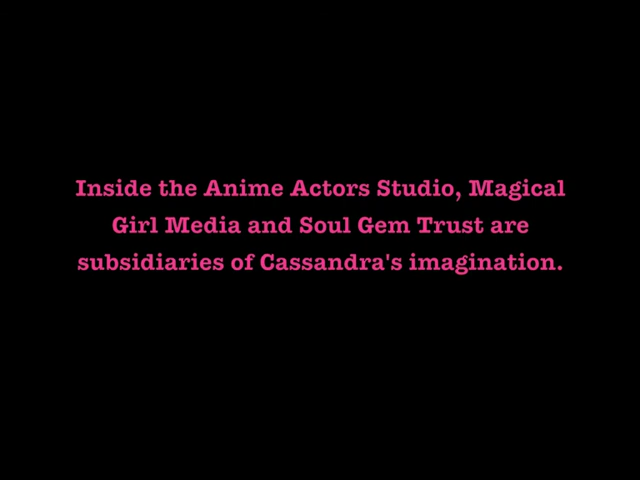 Inside the Anime Actors Studio, Magical
Girl Media and Soul Gem Trust are
subsidiaries of Cassandra's imagination.